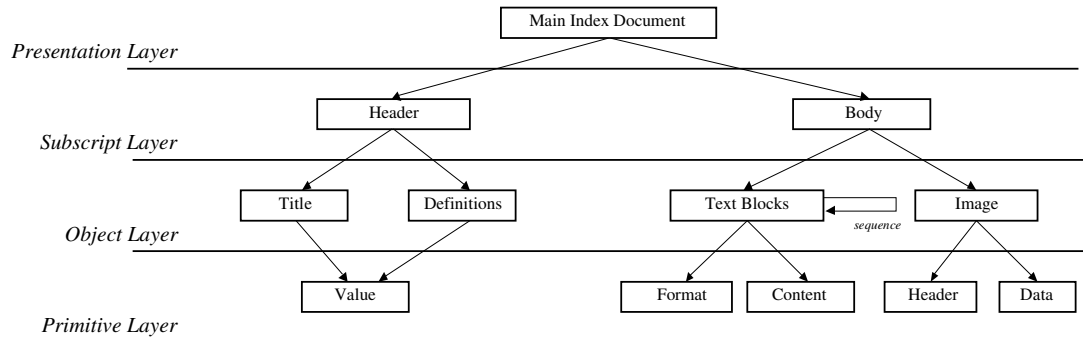 Main Index Document
Presentation Layer
Header
Body
Subscript Layer
Title
Definitions
Text Blocks
Image
sequence
Object Layer
Value
Format
Content
Header
Data
Primitive Layer